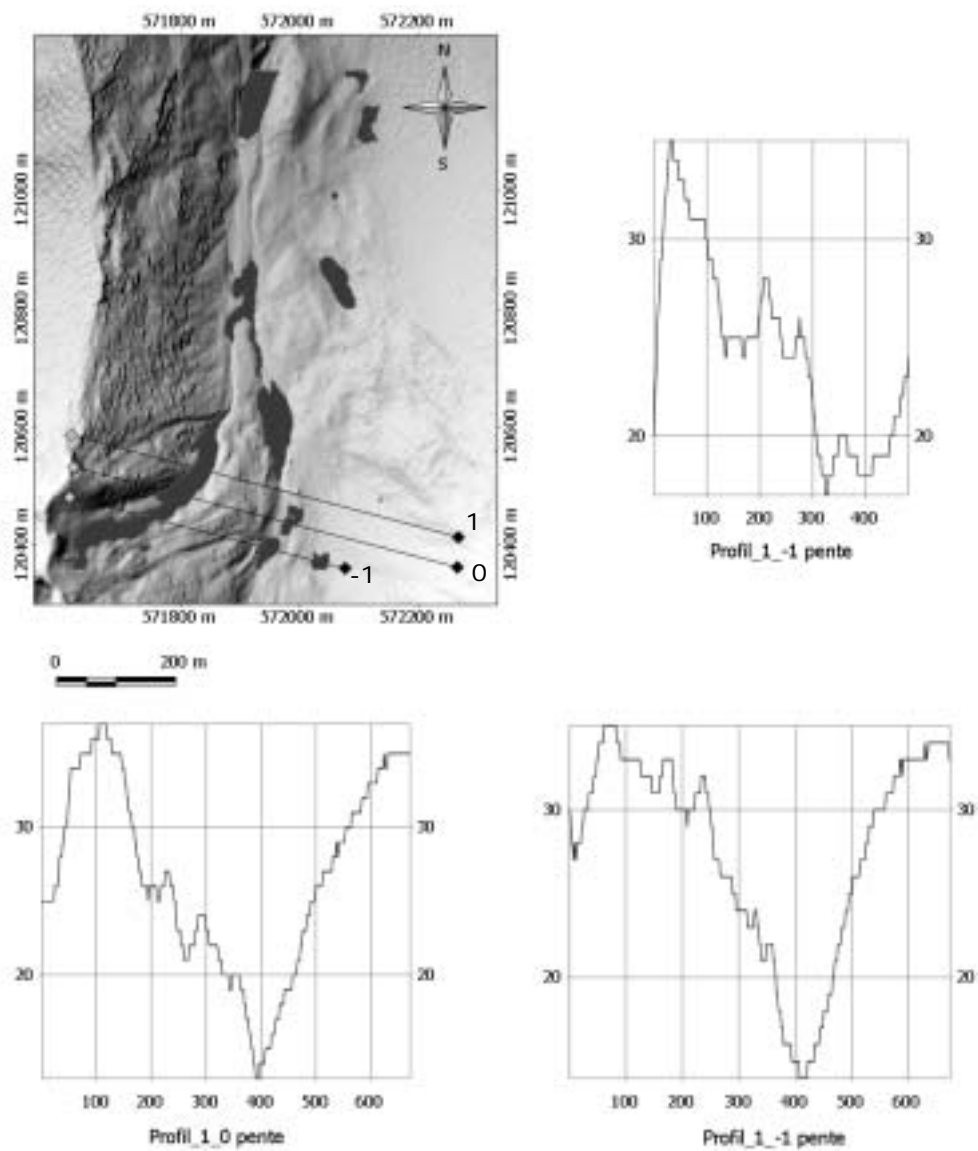 571800 m 572000 m 572200 m
N
S
121000 m
120800 m
120600 m
120400 m
121000 m
120800 m
120600 m
120400 m
1
0
-1
571800 m 572000 m 572200 m
0 200 m
30 30
20 20
100 200 300 400
Profil_1_-1 pente
30 30
20 20
100 200 300 400 500 600
Profil_1_0 pente
30 30
20 20
100 200 300 400 500 600
Profil_1_-1 pente